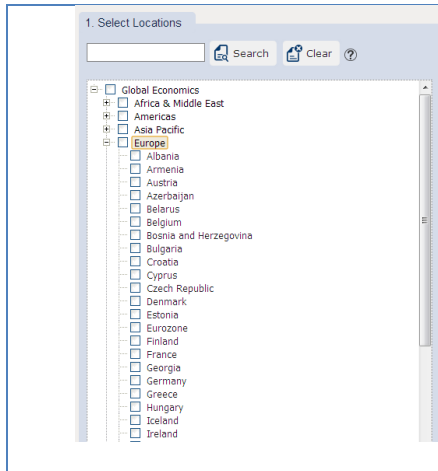 1. Select Locations
Search Clear ?
Global Economics
Africa & Middle East
Americas
Asia Pacific
Europe
Albania
Armenia
Austria
Azerbaijan
Belarus
Belgium
Bosnia and Herzegovina
Bulgaria
Croatia
Cyprus
Czech Republic
Denmark
Estonia
Eurozone
Finland
France
Georgia
Germany
Greece
Hungary
Iceland
Ireland